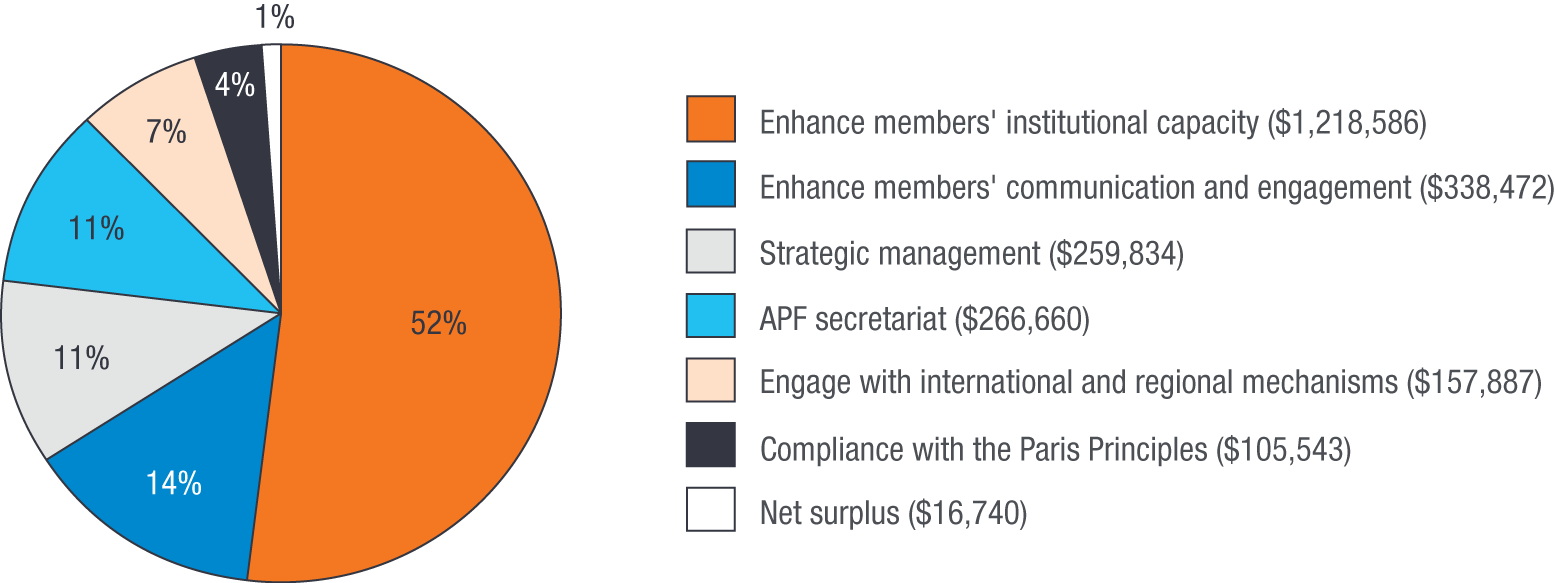 1%
4%
7%
11%
11%
14%
52%
Enhance members' institutional capacity ($1,218,586)
Enhance members' communication and engagement ($338,472)
Strategic management ($259,834)
APF secretariat ($266,660)
Engage with international and regional mechanisms ($157,887)
Compliance with the Paris Principles ($105,543)
Net surplus ($16,740)